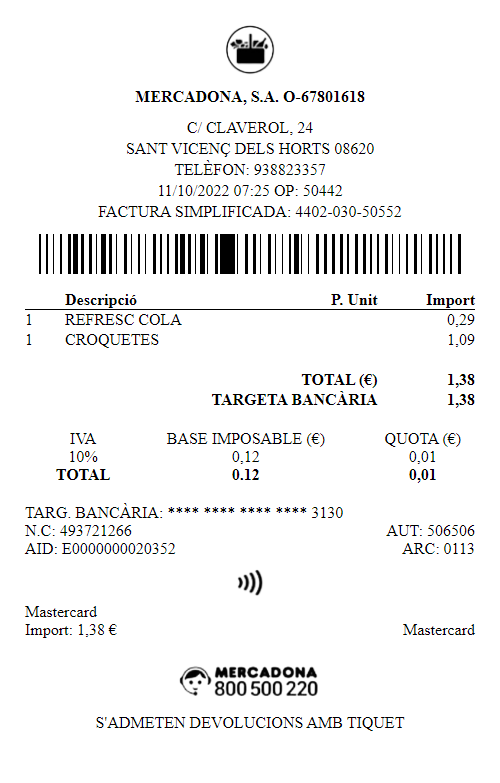 MERCADONA, S.A. O-67801618
C/ CLAVEROL, 24
SANT VICENÇ DELS HORTS 08620
TELÈFON: 938823357
11/10/2022 07:25 OP: 50442
FACTURA SIMPLIFICADA: 4402-030-50552
Descripció P. Unit Import
1 REFRESC COLA 0,29
1 CROQUETES 1,09
TOTAL (€) 1,38
TARGETA BANCÀRIA 1,38
IVA BASE IMPOSABLE (€) QUOTA (€)
10% 0,12 0,01
TOTAL 0.12 0,01
TARG. BANCÀRIA: **** **** **** **** 3130
N.C: 493721266 AUT: 506506
AID: E0000000020352 ARC: 0113
Mastercard
Import: 1,38 € Mastercard
MERCADONA
800 500 220
S'ADMETEN DEVOLUCIONS AMB TIQUET